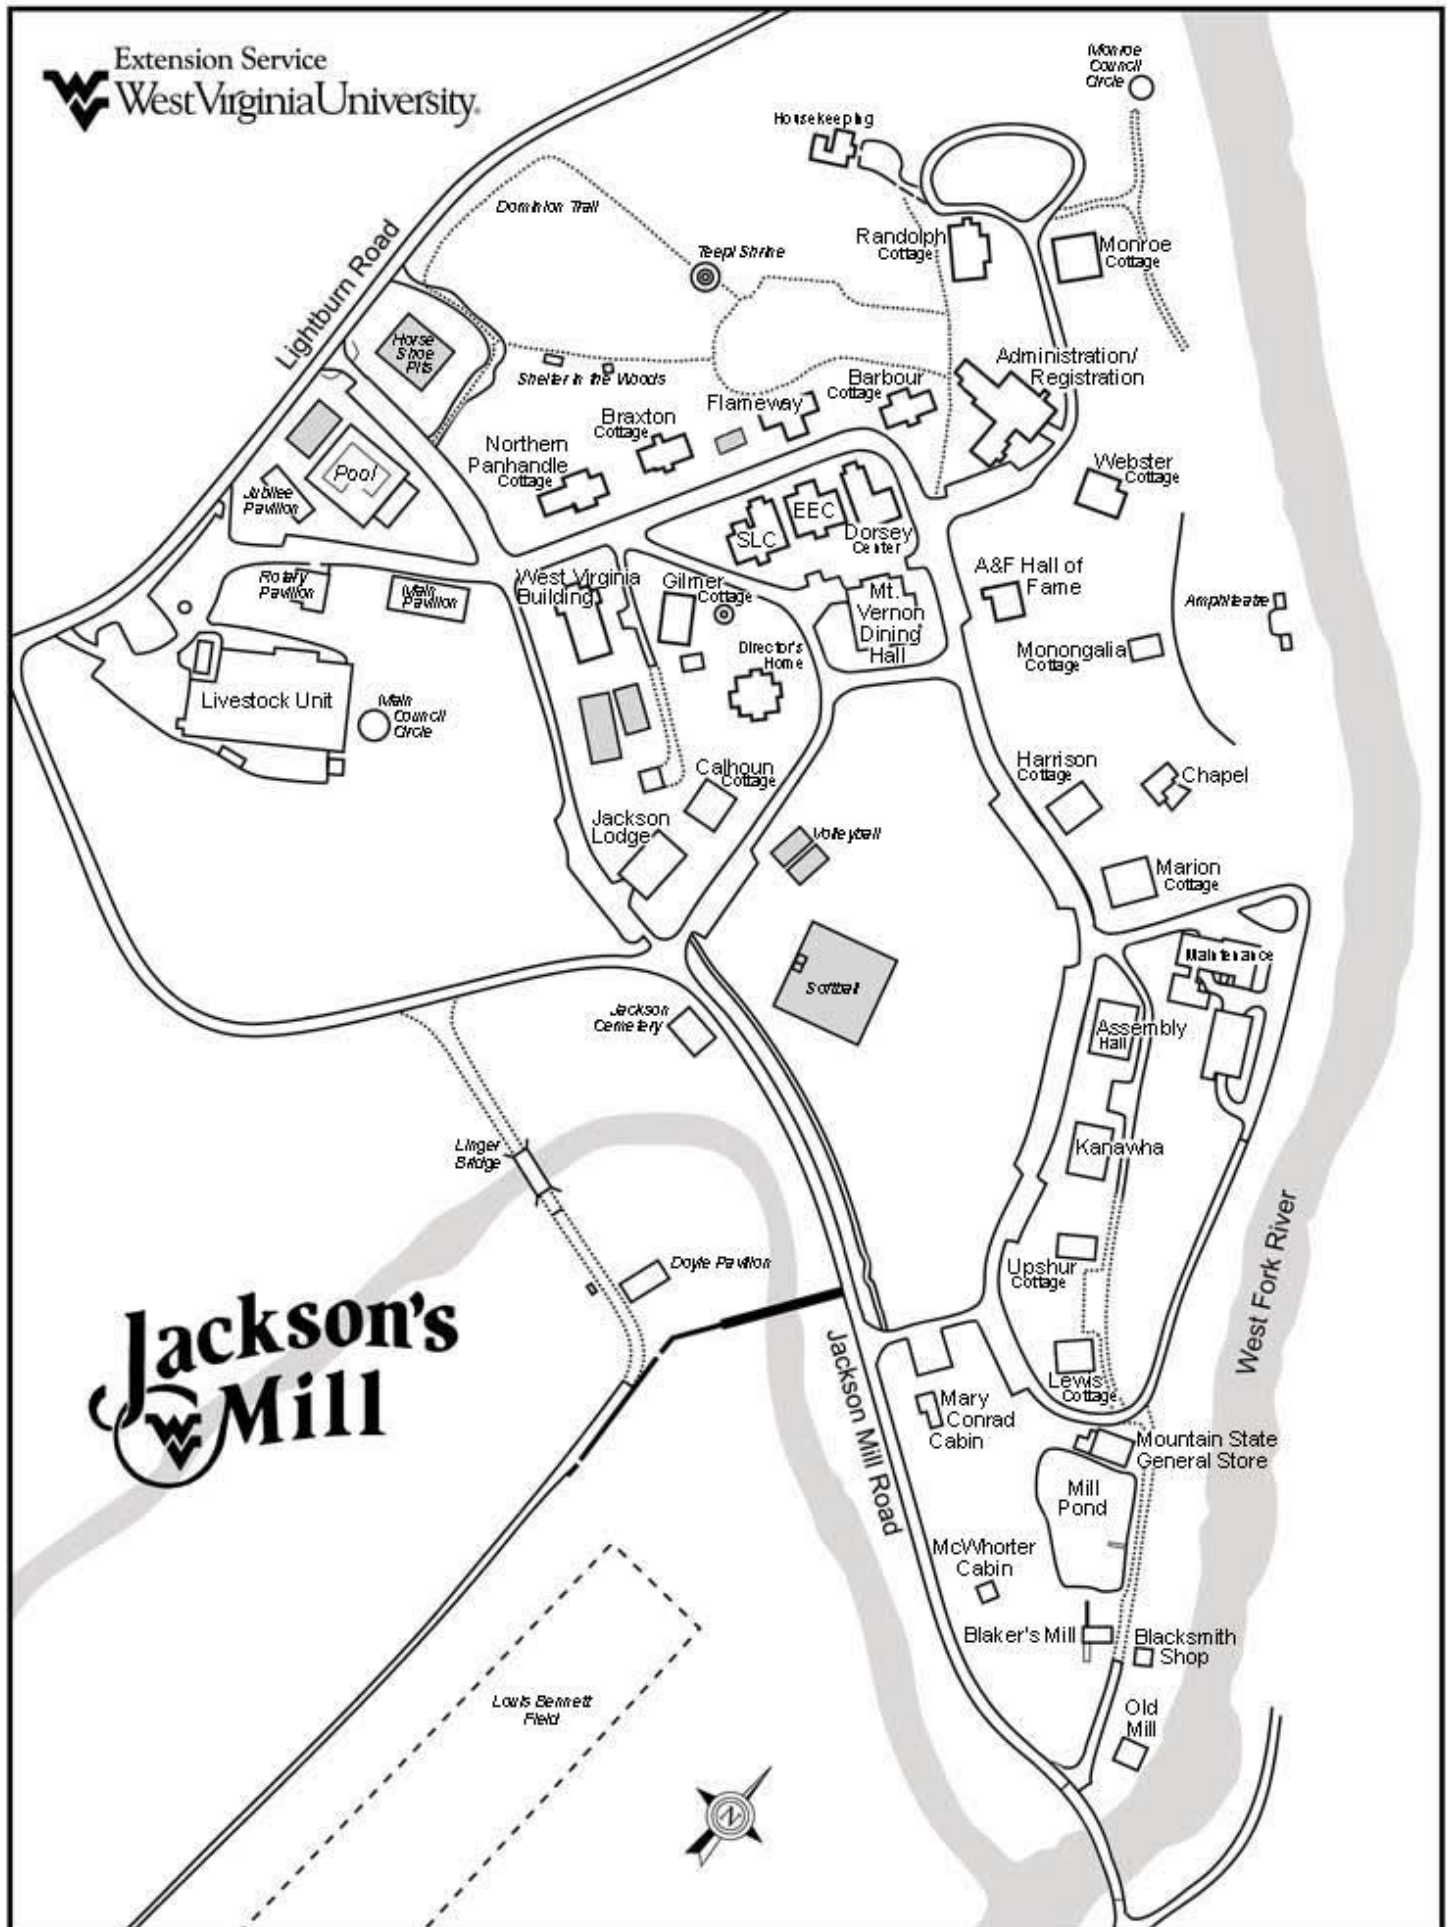 Extension Service
West Virginia University.
Monroe
Council
Circle
Housekeeping
Dominion Trail
Teepi Shrine
Randolph
Cottage
Monroe
Cottage
Lightburn Road
Horse
Shoe
Pits
Shelter in the Woods
Administration/
Registration
Barbour
Cottage
Flameway
Braxton
Cottage
Northern
Panhandle
Cottage
Pool
Jubilee
Pavilion
Webster
Cottage
EEC
SLC
Dorsey
Center
Rotary
Pavilion
Main
Pavilion
West Virginia
Building
Gilmer
Cottage
Mt.
Vernon
Dining
Hall
A&F Hall of
Fame
Amphiteatre
Monongalia
Cottage
Director's
Home
Livestock Unit
Main
Council
Circle
Calhoun
Cottage
Harrison
Cottage
Chapel
Jackson
Lodge
Volleyball
Marion
Cottage
Maintenance
Softball
Jackson
Cemetery
Assembly
Hall
Linger
Bridge
Kanawha
Doyle Pavilion
Upshur
Cottage
West Fork River
Jackson's
Mill
Jackson Mill Road
Lewis
Cottage
Mary
Conrad
Cabin
Mountain State
General Store
Mill
Pond
McWhorter
Cabin
Blaker's Mill
Blacksmith
Shop
Louis Bennett
Field
Old
Mill
N